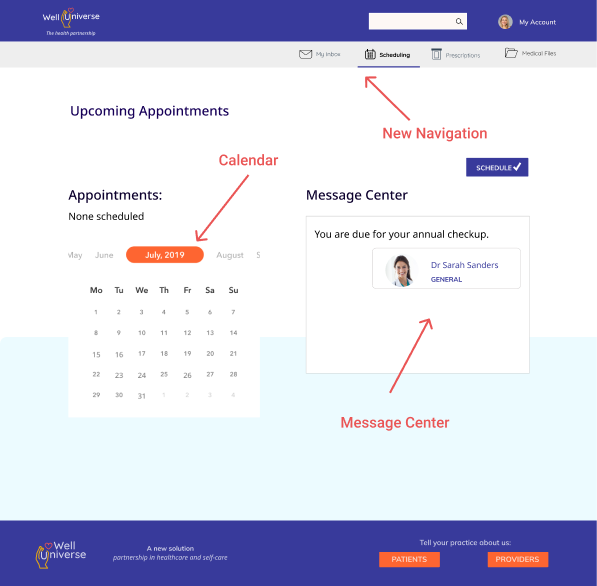 Well Universe
The health partnership
My Account
My Inbox
Scheduling
Prescriptions
Medical Files
Upcoming Appointments
New Navigation
Calendar
SCHEDULE
Appointments:
Message Center
None scheduled
You are due for your annual checkup.
Dr Sarah Sanders
GENERAL
May June July, 2019 August S
Mo Tu We Th Fr Sa Su
1 2 3 4 5 6 7
8 9 10 11 12 13 14
15 16 17 18 19 20 21
22 23 24 25 26 27 28
29 30 31 1 2 3 4
Message Center
Well
Universe
A new solution
partnership in healthcare and self-care
Tell your practice about us:
PATIENTS
PROVIDERS